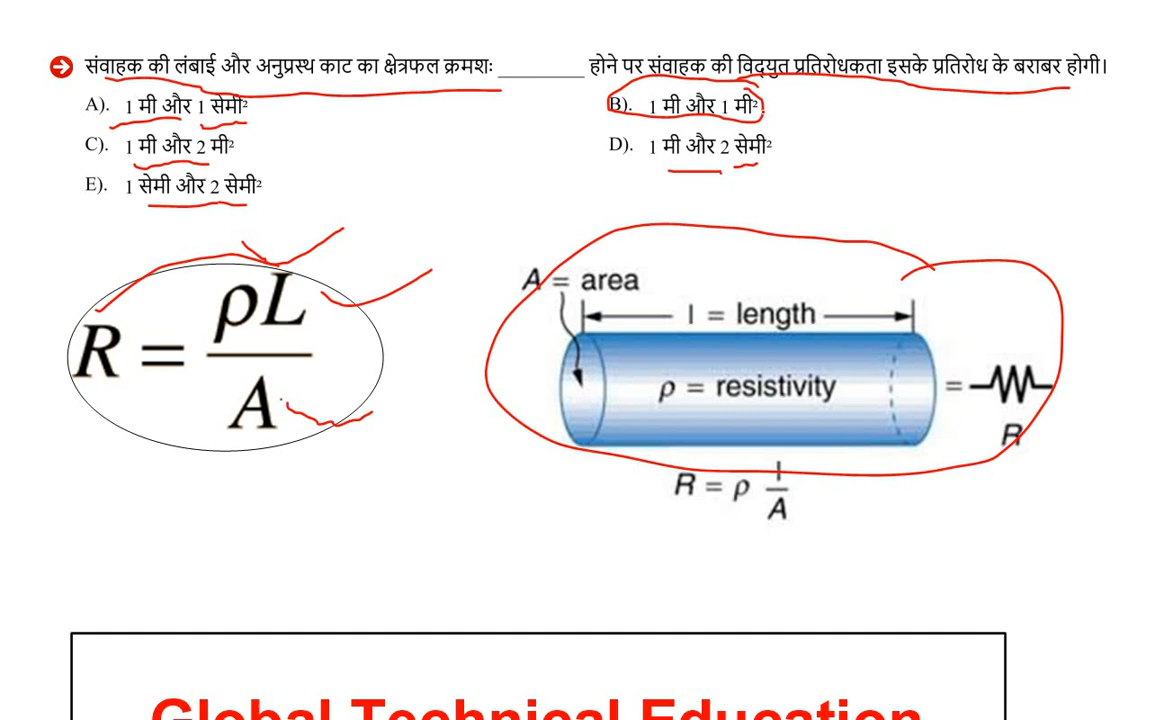 संवाहक की लंबाई और अनुप्रस्थ काट का क्षेत्रफल क्रमशः _________ होने पर संवाहक की विद्युत प्रतिरोधकता इसके प्रतिरोध के बराबर होगी।
A). 1 मी और 1 सेमी² B). 1 मी और 1 मी²
C). 1 मी और 2 मी² D). 1 मी और 2 सेमी²
E). 1 सेमी और 2 सेमी²
R = ρL/A
A = area
l = length
ρ = resistivity
=
R
R = ρ l/A
Global Technical Education